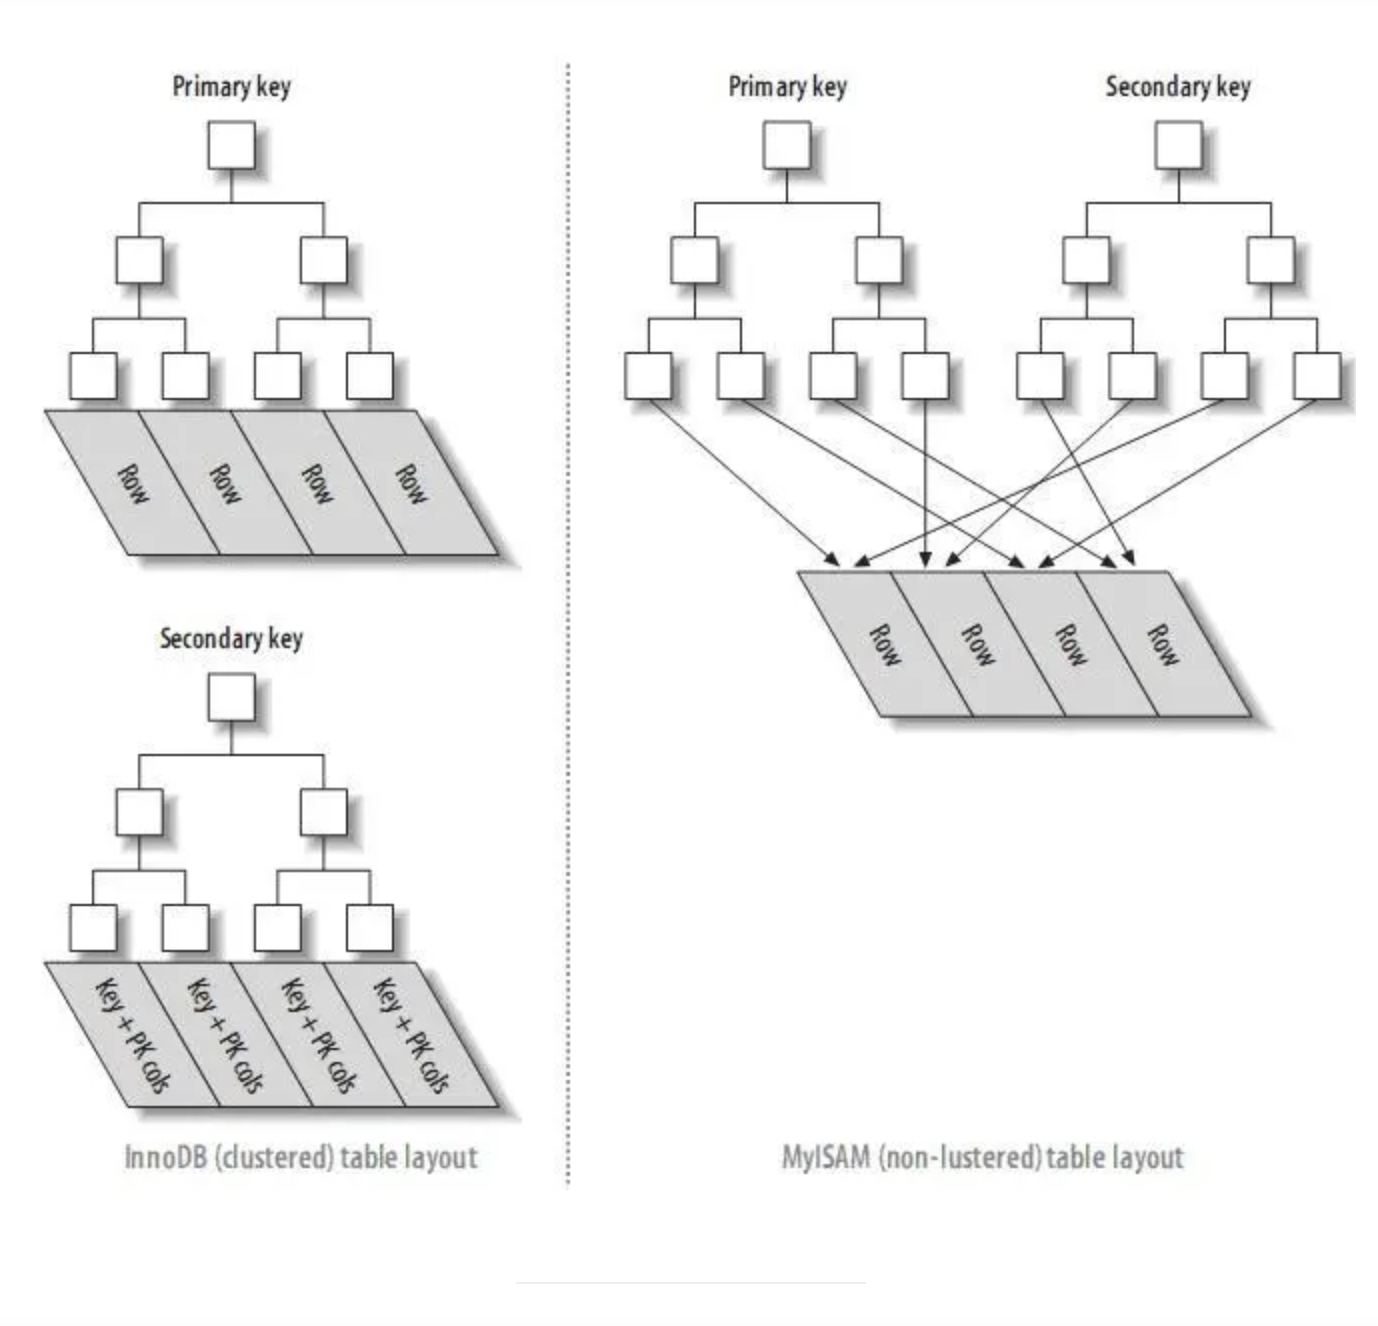 Primary key
Row
Row
Row
Row
Secondary key
Key + PK cols
Key + PK cols
Key + PK cols
Key + PK cols
InnoDB (clustered) table layout
Primary key
Secondary key
Row
Row
Row
Row
MyISAM (non-lustered) table layout